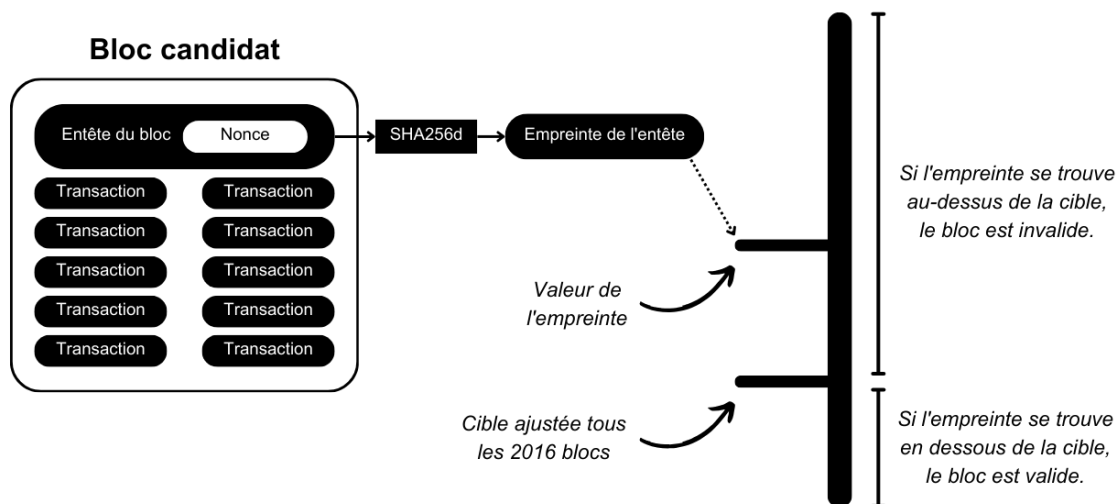 Bloc candidat
Entête du bloc
Nonce
SHA256d
Empreinte de l'entête
Transaction
Transaction
Transaction
Transaction
Transaction
Transaction
Transaction
Transaction
Transaction
Transaction
Si l'empreinte se trouve
au-dessus de la cible,
le bloc est invalide.
Valeur de
l'empreinte
Cible ajustée tous
les 2016 blocs
Si l'empreinte se trouve
en dessous de la cible,
le bloc est valide.